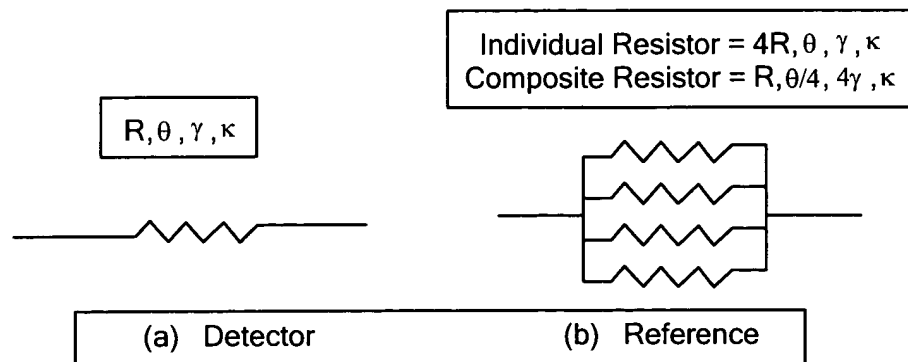 Individual Resistor = 4R, θ, γ, κ
Composite Resistor = R, θ/4, 4γ, κ
R, θ, γ, κ
(a) Detector
(b) Reference